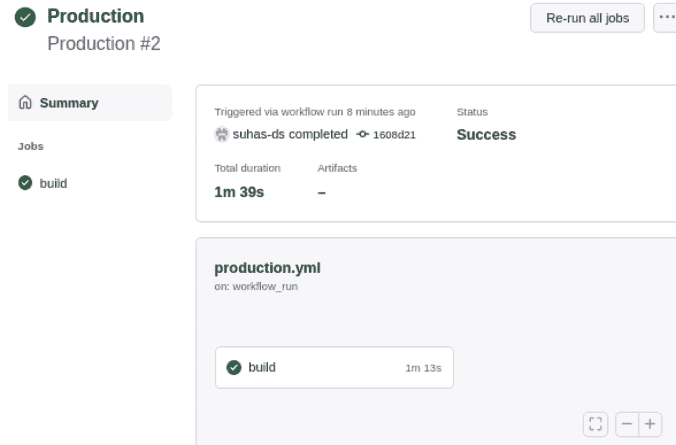 Production
Re-run all jobs
Production #2
Summary
Triggered via workflow run 8 minutes ago
Status
suhas-ds completed 1608d21
Success
Jobs
Total duration
Artifacts
build
1m 39s
–
production.yml
on: workflow_run
build
1m 13s